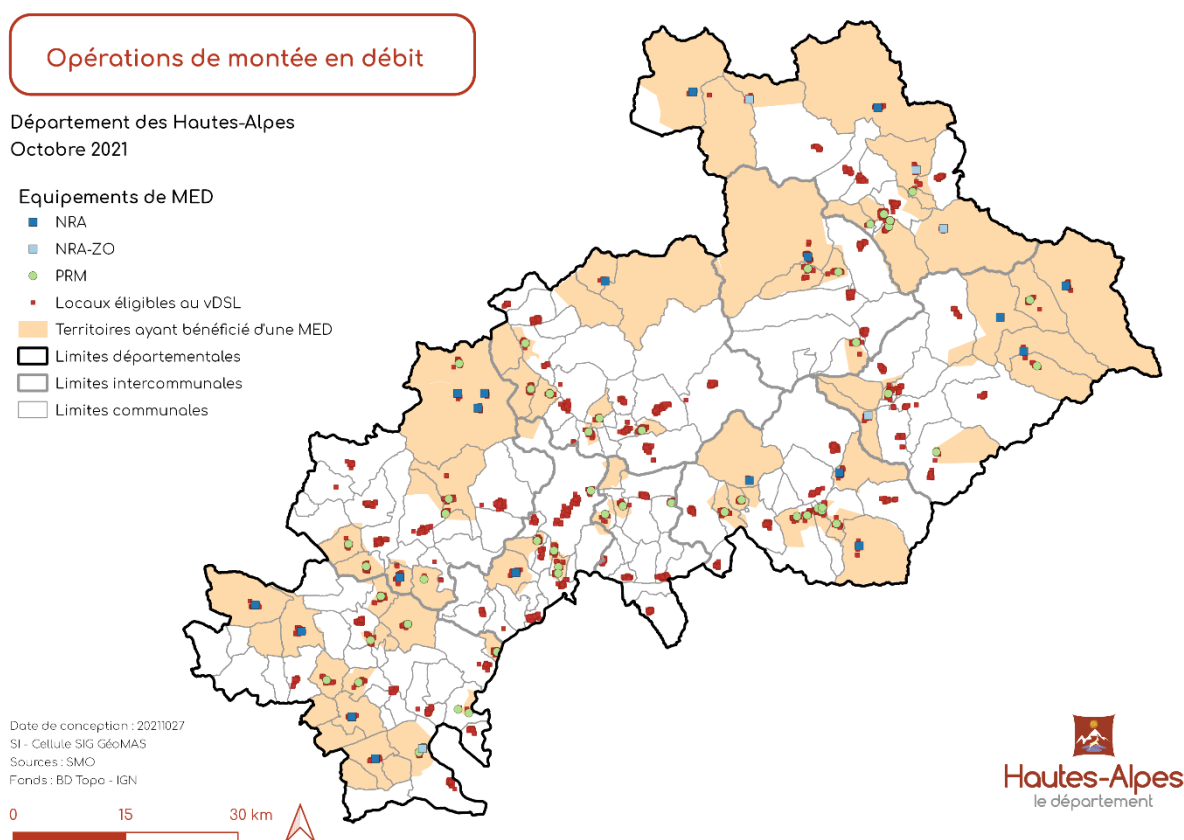 Opérations de montée en débit
Département des Hautes-Alpes
Octobre 2021
Equipements de MED
NRA
NRA-ZO
PRM
Locaux éligibles au vDSL
Territoires ayant bénéficié d'une MED
Limites départementales
Limites intercommunales
Limites communales
Date de conception : 20211027
SI - Cellule SIG GéoMAS
Sources : SMO
Fonds : BD Topo - IGN
0 15 30 km
Hautes-Alpes
le département